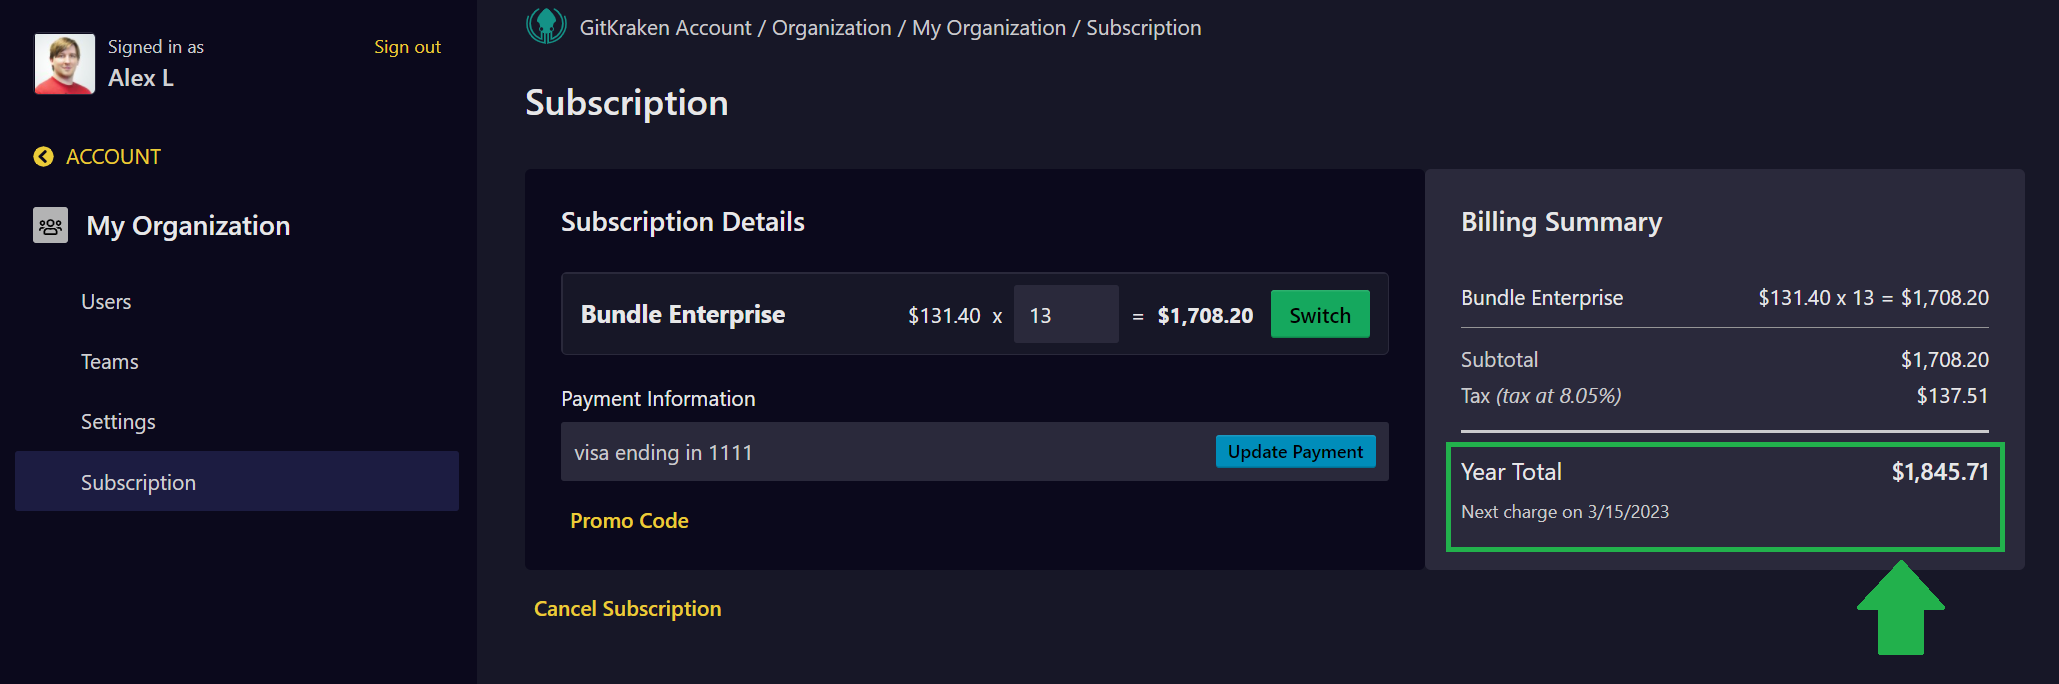 Signed in as
Alex L
Sign out
ACCOUNT
My Organization
Users
Teams
Settings
Subscription
GitKraken Account / Organization / My Organization / Subscription
Subscription
Subscription Details
Bundle Enterprise $131.40 x 13 = $1,708.20 Switch
Payment Information
visa ending in 1111 Update Payment
Promo Code
Cancel Subscription
Billing Summary
Bundle Enterprise $131.40 x 13 = $1,708.20
Subtotal $1,708.20
Tax (tax at 8.05%) $137.51
Year Total $1,845.71
Next charge on 3/15/2023